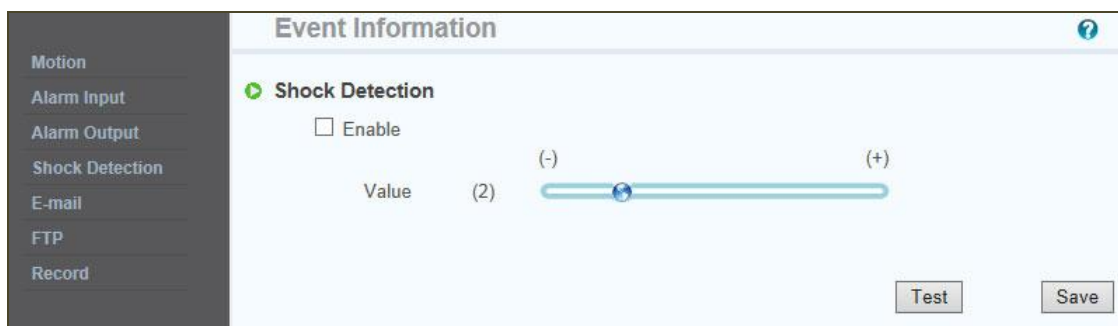 Event Information
?
Motion
Alarm Input
Alarm Output
Shock Detection
E-mail
FTP
Record
Shock Detection
Enable
(-) (+)
Value (2)
Test Save